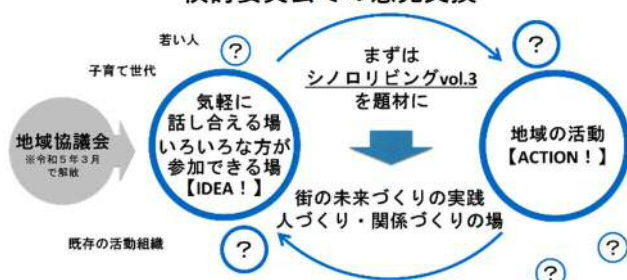 若い人
?
子育て世代
地域協議会
※令和5年3月
で解散
気軽に
話し合える場
いろいろな方が
参加できる場
【IDEA！】
まずは
シノロリビングvol.3
を題材に
?
地域の活動
【ACTION！】
街の未来づくりの実践
人づくり・関係づくりの場
既存の活動組織
?
?
?